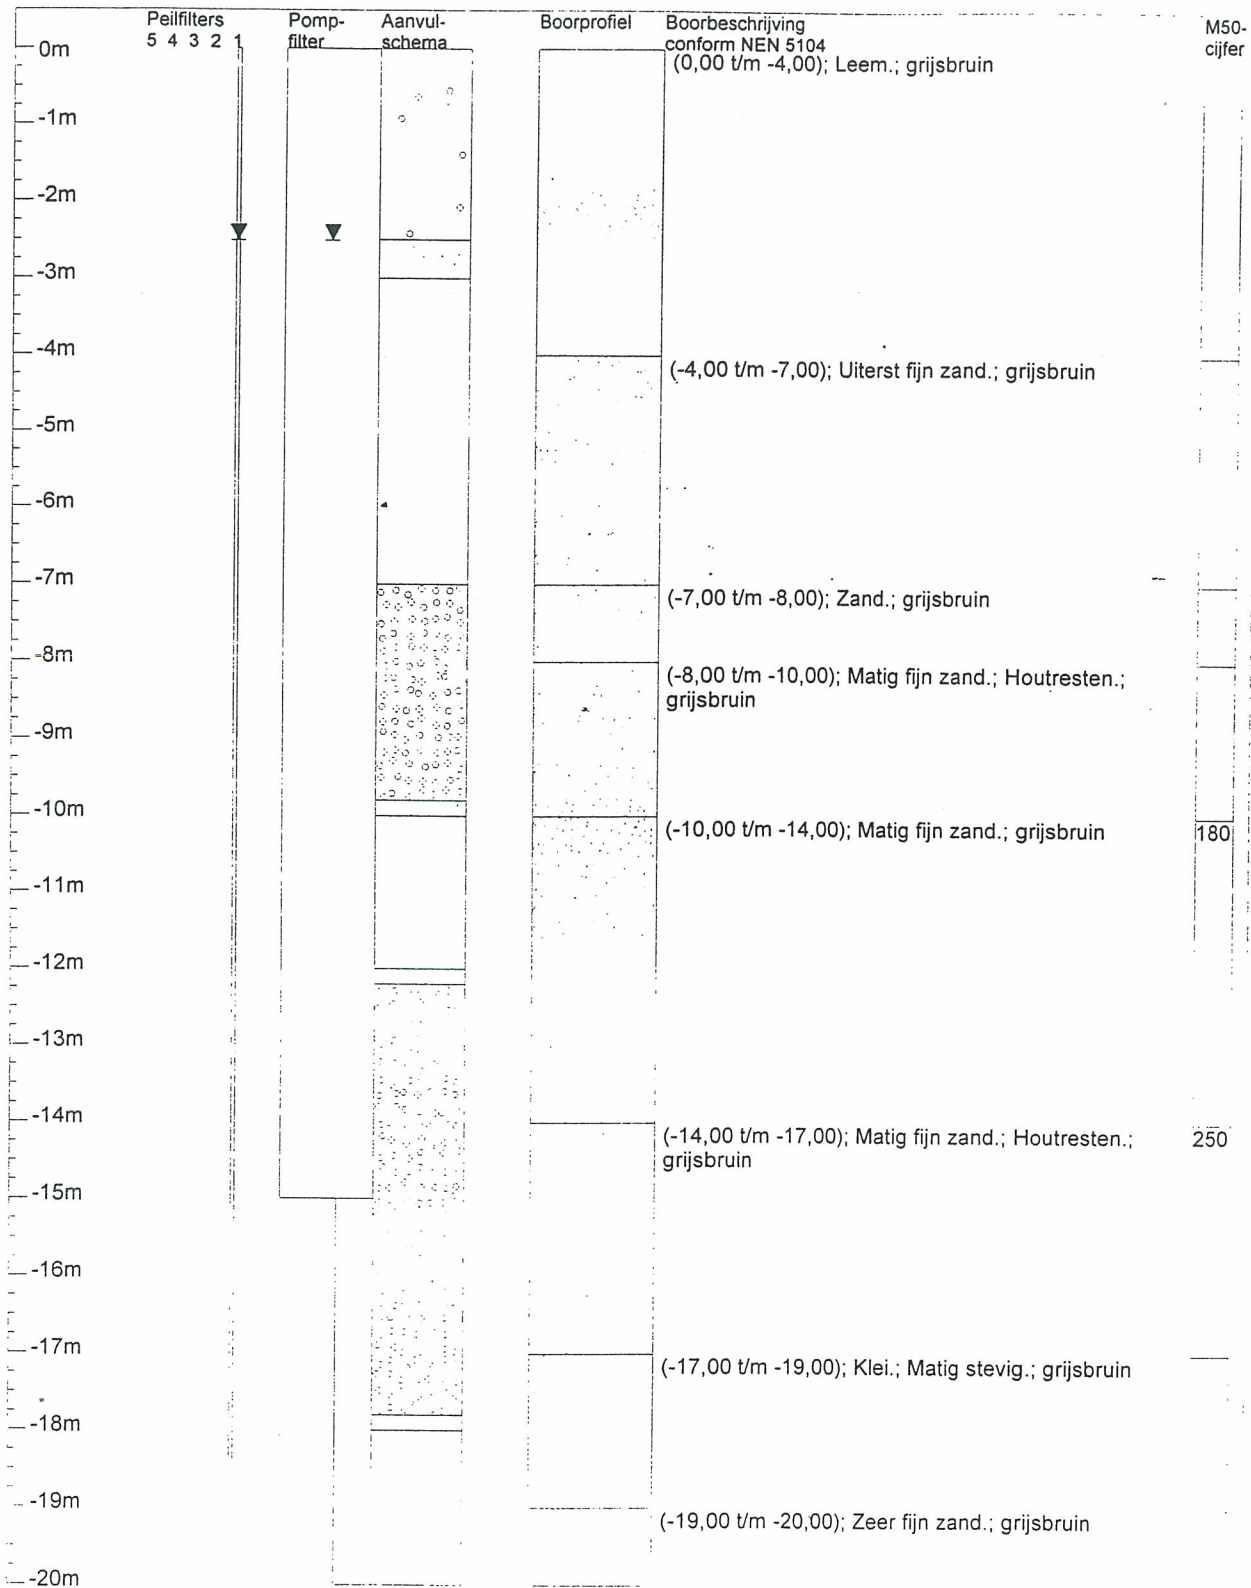 Peilfilters
5 4 3 2 1
Pomp-
filter
Aanvul-
schema
Boorprofiel
Boorbeschrijving
conform NEN 5104
M50-
cijfer
0m
(0,00 t/m -4,00); Leem.; grijsbruin
-1m
-2m
-3m
-4m
(-4,00 t/m -7,00); Uiterst fijn zand.; grijsbruin
-5m
-6m
-7m
(-7,00 t/m -8,00); Zand.; grijsbruin
-8m
(-8,00 t/m -10,00); Matig fijn zand.; Houtresten.;
grijsbruin
-9m
-10m
(-10,00 t/m -14,00); Matig fijn zand.; grijsbruin
180
-11m
-12m
-13m
-14m
(-14,00 t/m -17,00); Matig fijn zand.; Houtresten.;
grijsbruin
250
-15m
-16m
-17m
(-17,00 t/m -19,00); Klei.; Matig stevig.; grijsbruin
-18m
-19m
(-19,00 t/m -20,00); Zeer fijn zand.; grijsbruin
-20m